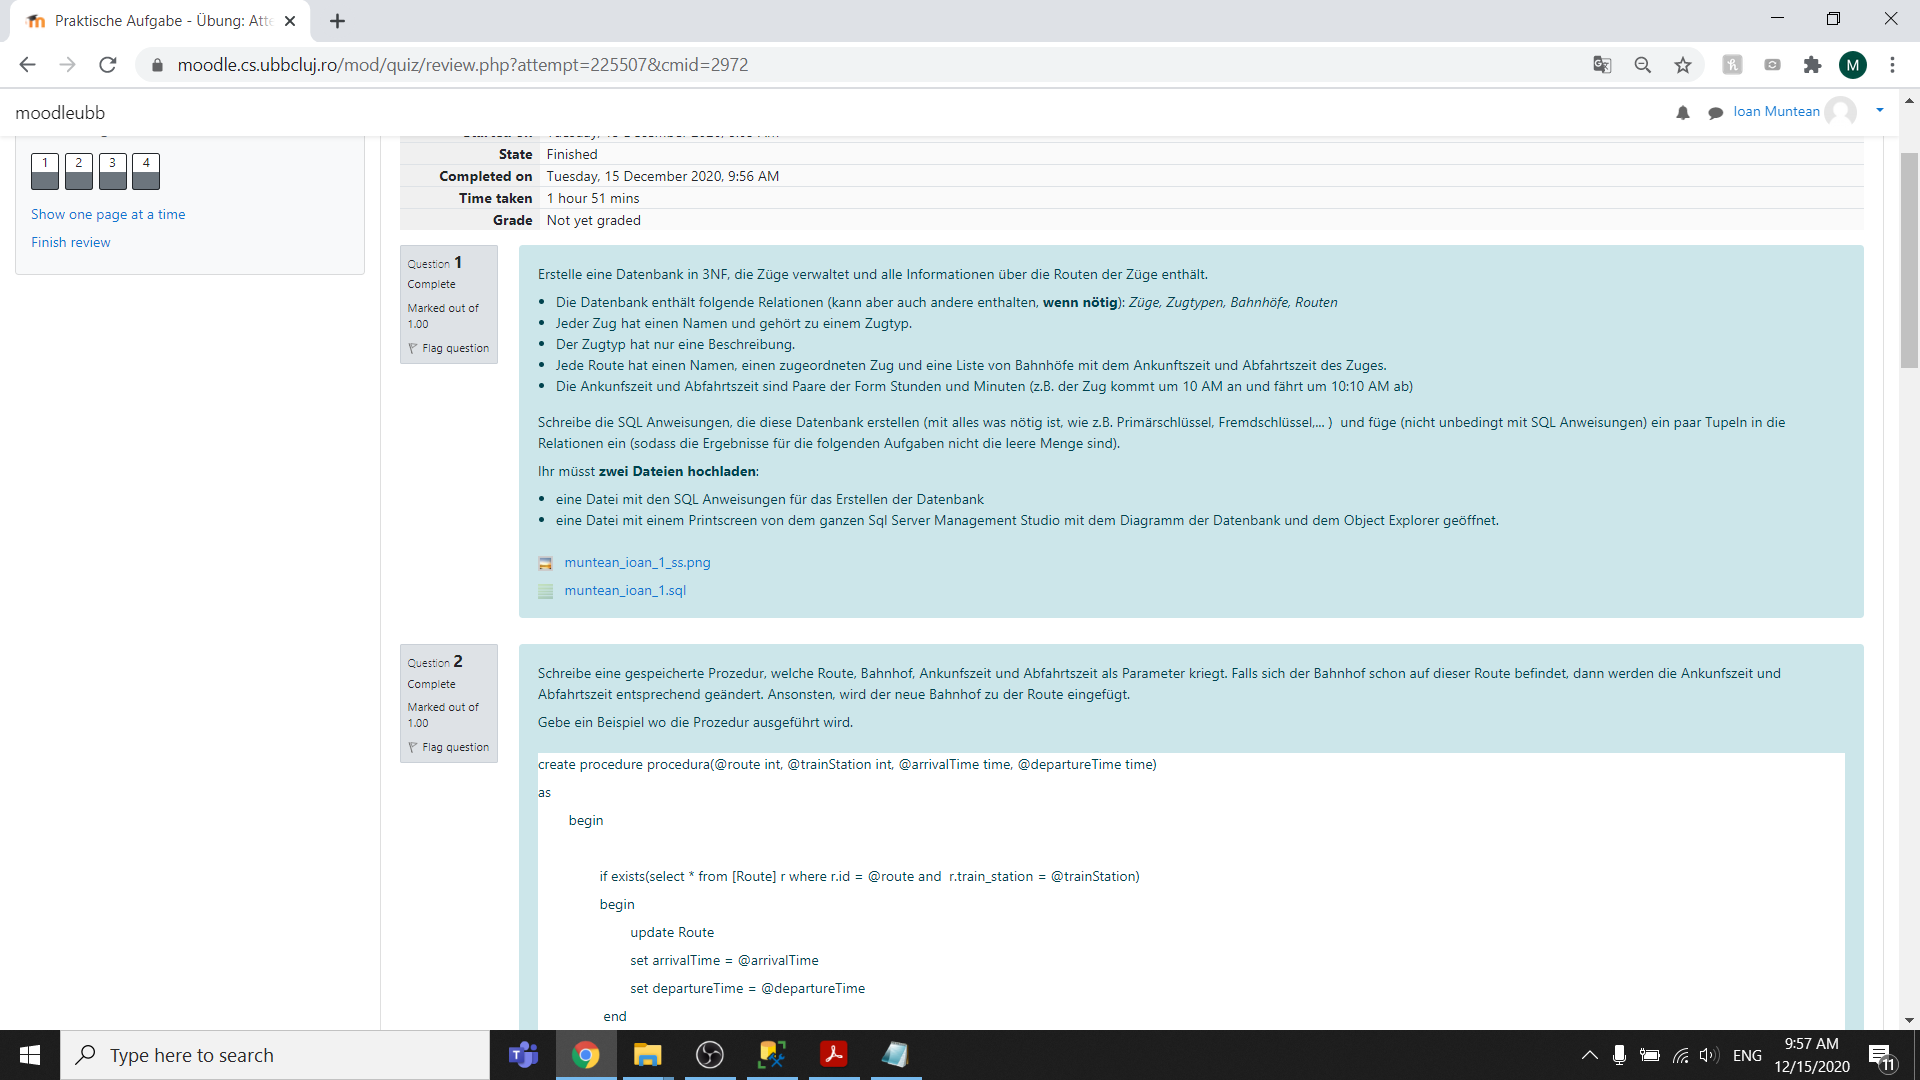 Praktische Aufgabe - Übung: Atte
moodle.cs.ubbcluj.ro/mod/quiz/review.php?attempt=225507&cmid=2972
M
moodleubb
Ioan Muntean
1 2 3 4
Show one page at a time
Finish review
State Finished
Completed on Tuesday, 15 December 2020, 9:56 AM
Time taken 1 hour 51 mins
Grade Not yet graded
Question 1
Complete
Marked out of
1.00
Flag question
Erstelle eine Datenbank in 3NF, die Züge verwaltet und alle Informationen über die Routen der Züge enthält.
• Die Datenbank enthält folgende Relationen (kann aber auch andere enthalten, wenn nötig): Züge, Zugtypen, Bahnhöfe, Routen
• Jeder Zug hat einen Namen und gehört zu einem Zugtyp.
• Der Zugtyp hat nur eine Beschreibung.
• Jede Route hat einen Namen, einen zugeordneten Zug und eine Liste von Bahnhöfe mit dem Ankunftszeit und Abfahrtszeit des Zuges.
• Die Ankunfszeit und Abfahrtszeit sind Paare der Form Stunden und Minuten (z.B. der Zug kommt um 10 AM an und fährt um 10:10 AM ab)
Schreibe die SQL Anweisungen, die diese Datenbank erstellen (mit alles was nötig ist, wie z.B. Primärschlüssel, Fremdschlüssel,... ) und füge (nicht unbedingt mit SQL Anweisungen) ein paar Tupeln in die
Relationen ein (sodass die Ergebnisse für die folgenden Aufgaben nicht die leere Menge sind).
Ihr müsst zwei Dateien hochladen:
• eine Datei mit den SQL Anweisungen für das Erstellen der Datenbank
• eine Datei mit einem Printscreen von dem ganzen Sql Server Management Studio mit dem Diagramm der Datenbank und dem Object Explorer geöffnet.
muntean_ioan_1_ss.png
muntean_ioan_1.sql
Question 2
Complete
Marked out of
1.00
Flag question
Schreibe eine gespeicherte Prozedur, welche Route, Bahnhof, Ankunfszeit und Abfahrtszeit als Parameter kriegt. Falls sich der Bahnhof schon auf dieser Route befindet, dann werden die Ankunfszeit und
Abfahrtszeit entsprechend geändert. Ansonsten, wird der neue Bahnhof zu der Route eingefügt.
Gebe ein Beispiel wo die Prozedur ausgeführt wird.
create procedure procedura(@route int, @trainStation int, @arrivalTime time, @departureTime time)
as
begin
if exists(select * from [Route] r where r.id = @route and r.train_station = @trainStation)
begin
update Route
set arrivalTime = @arrivalTime
set departureTime = @departureTime
end
Type here to search
ENG
9:57 AM
12/15/2020
11